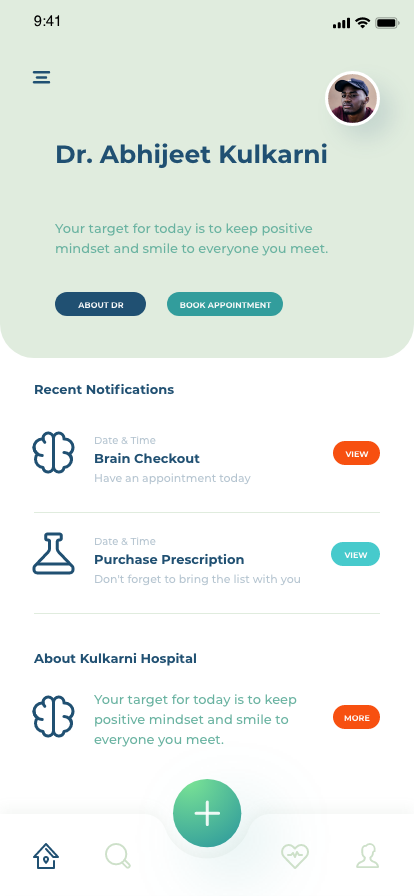 9:41
Dr. Abhijeet Kulkarni
Your target for today is to keep positive
mindset and smile to everyone you meet.
ABOUT DR
BOOK APPOINTMENT
Recent Notifications
Date & TIme
Brain Checkout
Have an appointment today
VIEW
Date & TIme
Purchase Prescription
Don't forget to bring the list with you
VIEW
About Kulkarni Hospital
Your target for today is to keep
positive mindset and smile to
everyone you meet.
MORE